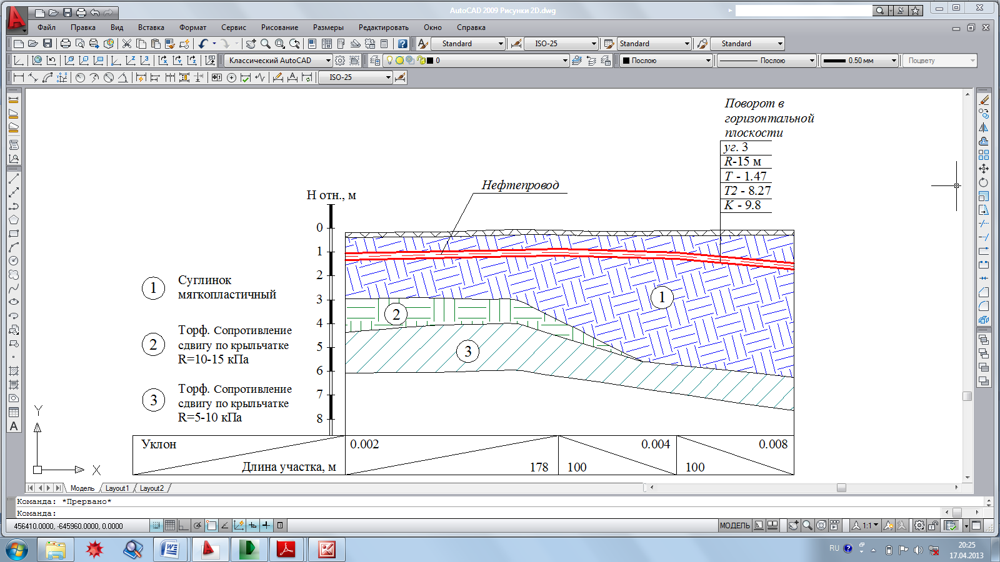 AutoCAD 2009 Рисунки 2D.dwg
Файл Правка Вид Вставка Формат Сервис Рисование Размеры Редактировать Окно Справка
Standard ISO-25 Standard Standard
Классический AutoCAD 0 Послою Послою 0.50 мм Поцвету
ISO-25
Поворот в
горизонтальной
плоскости
уг. 3
R-15 м
T - 1.47
T2 - 8.27
K - 9.8
Нефтепровод
Н отн., м
0
1
2
3
4
5
6
7
8
1
2
3
1 Суглинок
мягкопластичный
2 Торф. Сопротивление
сдвигу по крыльчатке
R=10-15 кПа
3 Торф. Сопротивление
сдвигу по крыльчатке
R=5-10 кПа
Уклон 0.002 0.004 0.008
Длина участка, м 178 100 100
Y
X
Модель Layout1 Layout2
Команда: *Прервано*
Команда:
456410.0000, -645960.0000, 0.0000 МОДЕЛЬ 1:1
RU 20:25
17.04.2013